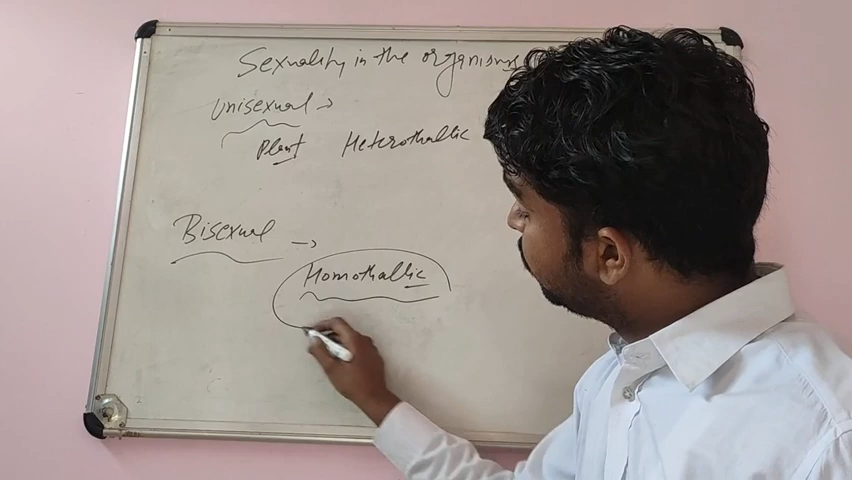 Sexuality in the organisms
Unisexual →
Plant Heterothallic
Bisexual →
Homothallic